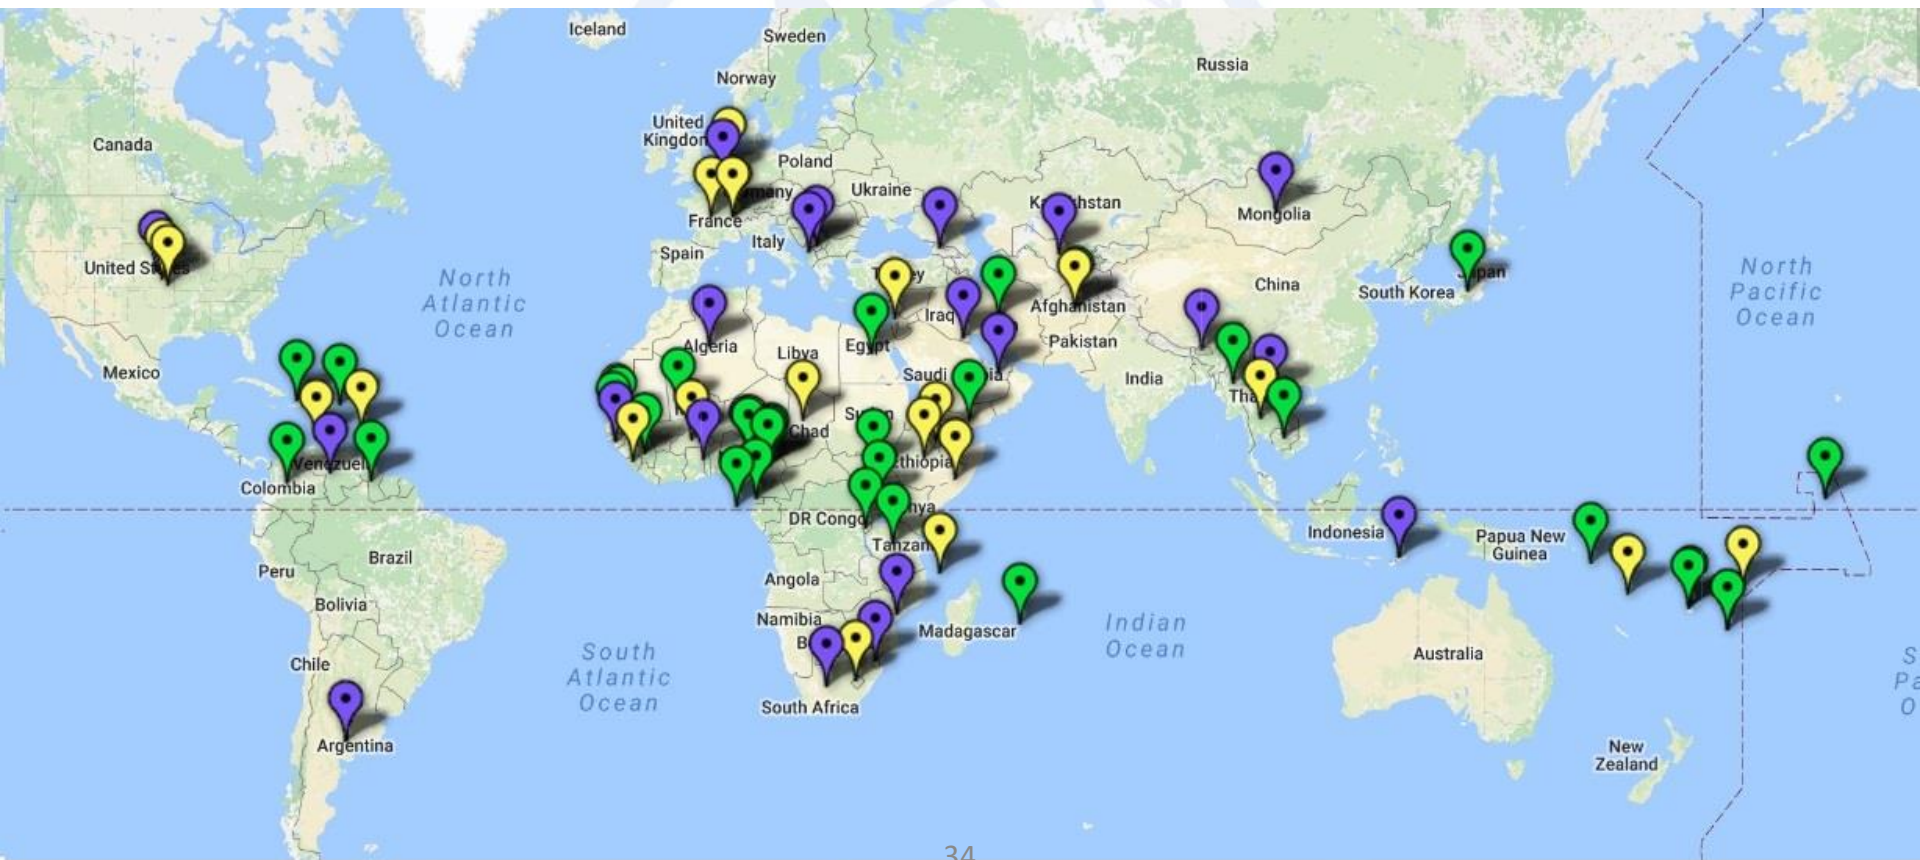 Iceland
Sweden
Russia
Norway
United
Kingdom
Canada
Poland
Ukraine
Mongolia
France
Italy
Spain
United
North
Atlantic
Ocean
North
Pacific
Ocean
China
South Korea
Afghanistan
Iraq
Pakistan
Algeria
Libya
Egypt
Mexico
India
Saudi
Chad
Colombia
DR Congo
Indonesia
Papua New
Guinea
Brazil
Peru
Angola
Bolivia
Namibia
Madagascar
Indian
Ocean
South
Atlantic
Ocean
Chile
Australia
South Africa
Argentina
New
Zealand
34